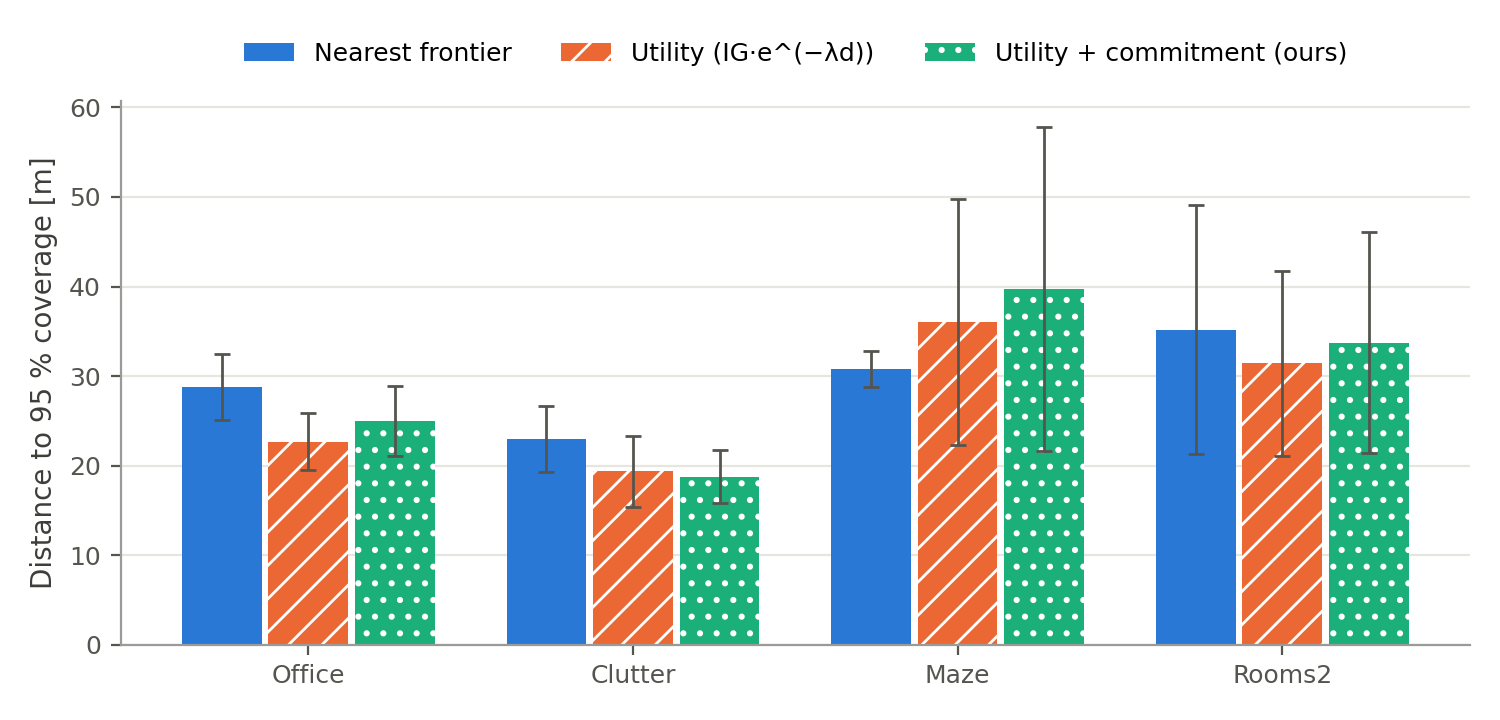 Nearest frontier
Utility (IG·e^(−λd))
Utility + commitment (ours)
Distance to 95 % coverage [m]
60
50
40
30
20
10
0
Office
Clutter
Maze
Rooms2